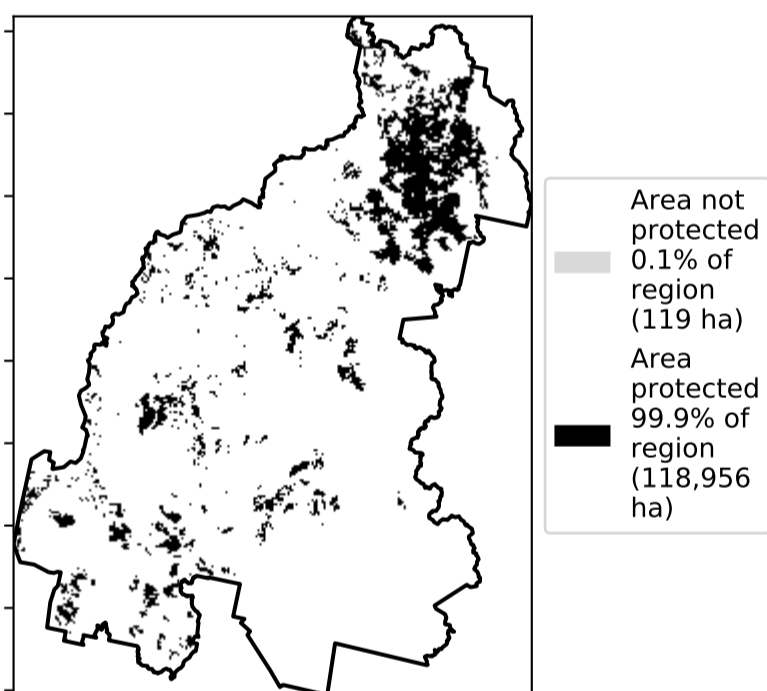 Area not
protected
0.1% of
region
(119 ha)
Area
protected
99.9% of
region
(118,956
ha)